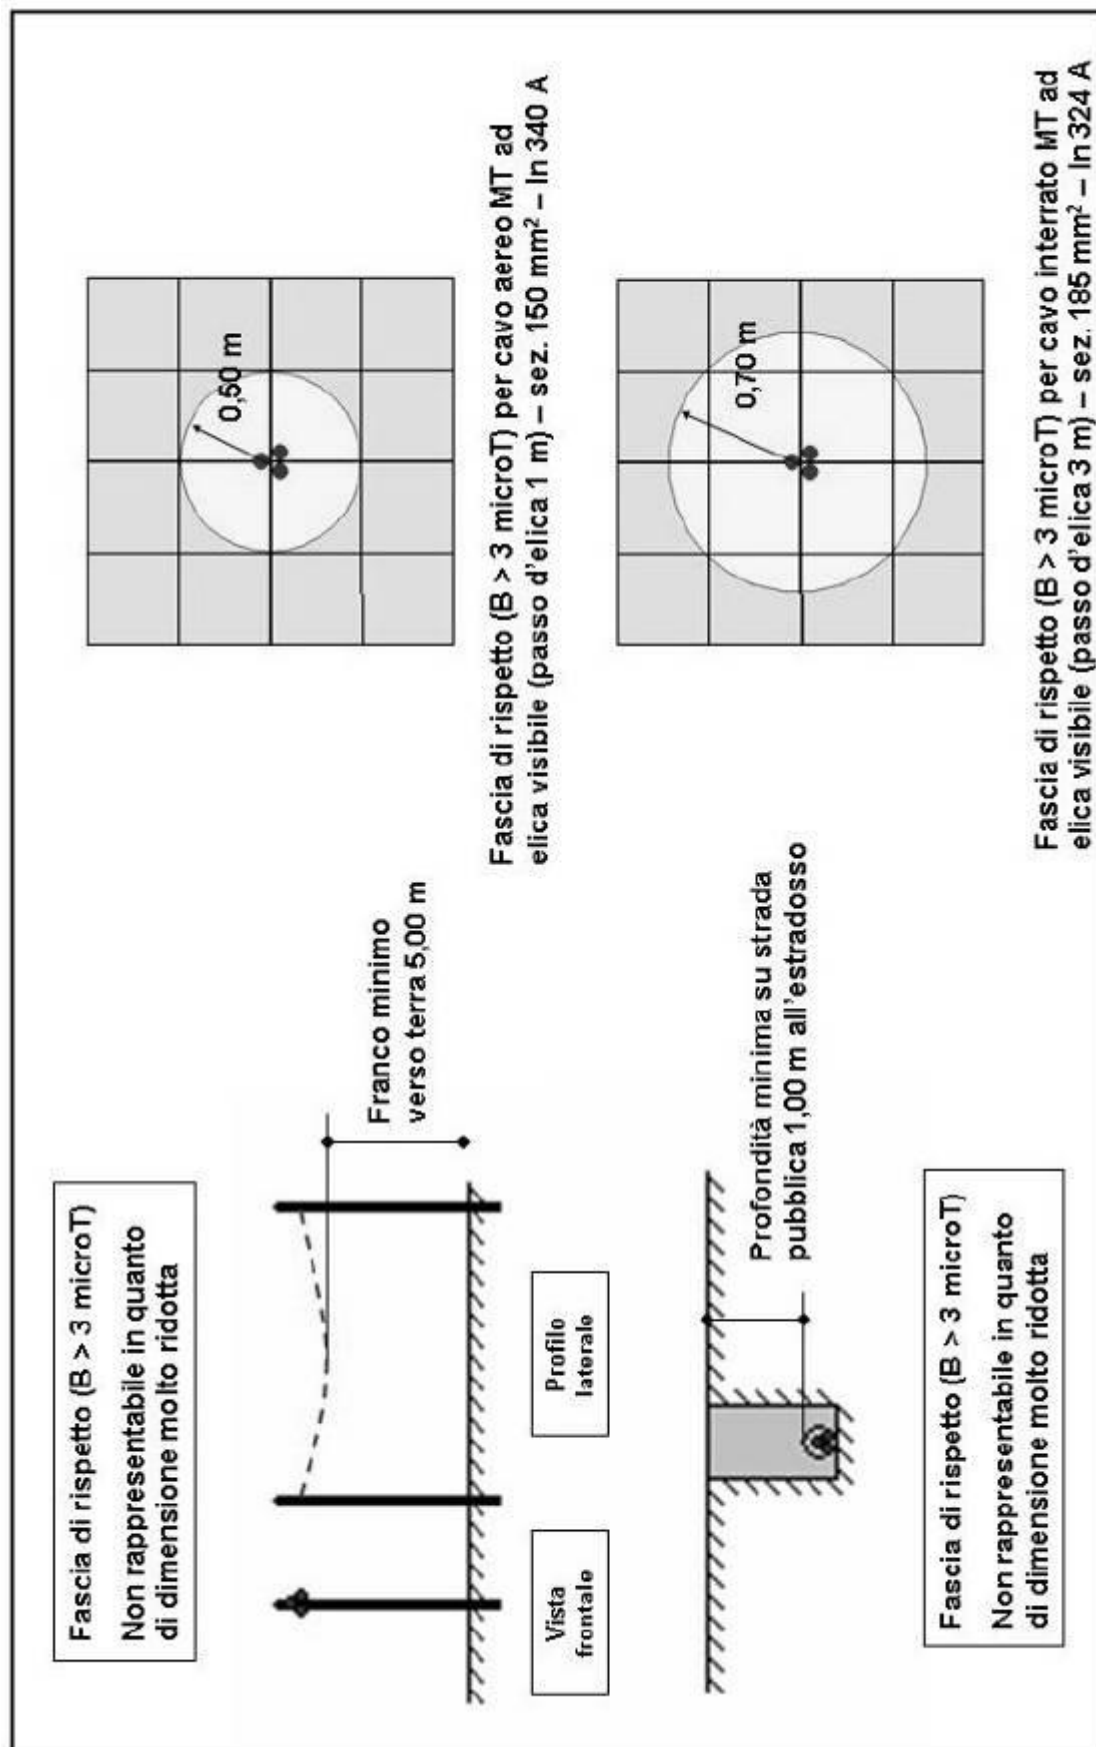 Fascia di rispetto (B > 3 microT)
Non rappresentabile in quanto
di dimensione molto ridotta
Franco minimo
verso terra 5,00 m
Vista
frontale
Profilo
laterale
0,50 m
Fascia di rispetto (B > 3 microT) per cavo aereo MT ad
elica visibile (passo d'elica 1 m) – sez. 150 mm² – In 340 A
Profondità minima su strada
pubblica 1,00 m all'estradosso
Fascia di rispetto (B > 3 microT)
Non rappresentabile in quanto
di dimensione molto ridotta
0,70 m
Fascia di rispetto (B > 3 microT) per cavo interrato MT ad
elica visibile (passo d'elica 3 m) – sez. 185 mm² – In 324 A